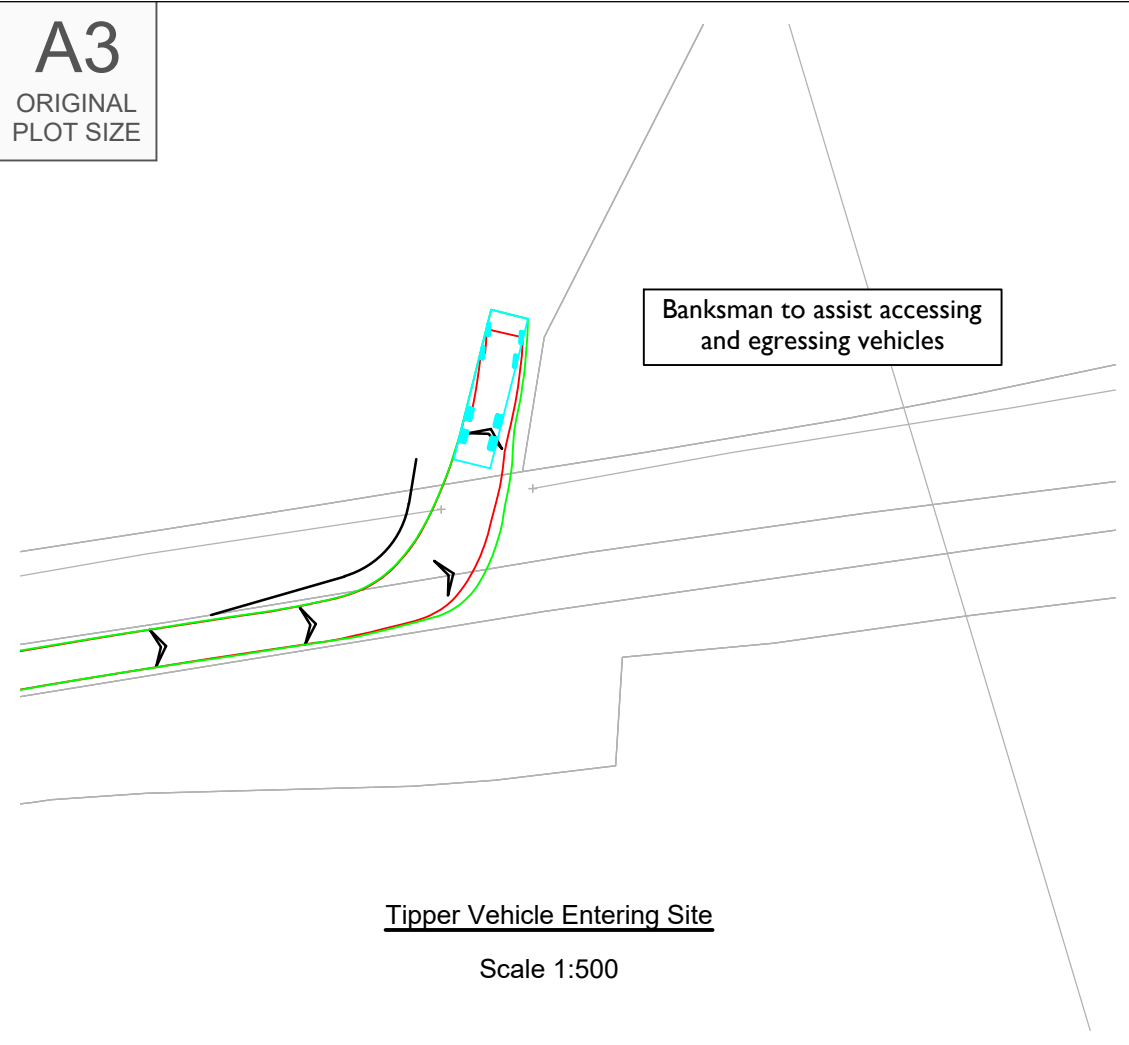 A3
ORIGINAL
PLOT SIZE
Banksman to assist accessing
and egressing vehicles
Tipper Vehicle Entering Site
Scale 1:500